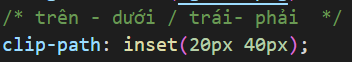 /* trên - dưới / trái- phải  */
clip-path: inset(20px 40px);